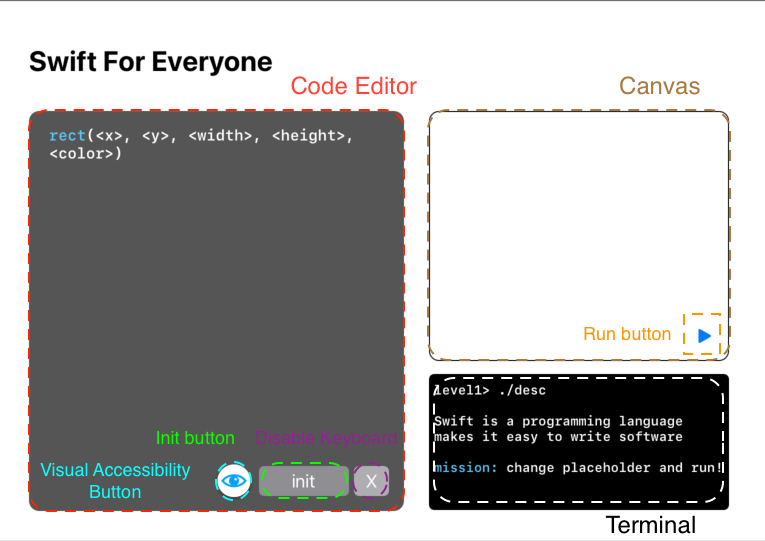 Swift For Everyone
Code Editor
Canvas
rect(<x>, <y>, <width>, <height>,
<color>)
Run button
level1> ./desc
Swift is a programming language
makes it easy to write software
mission: change placeholder and run!
Init button
Disable Keyboard
Visual Accessibility
Button
init
X
Terminal